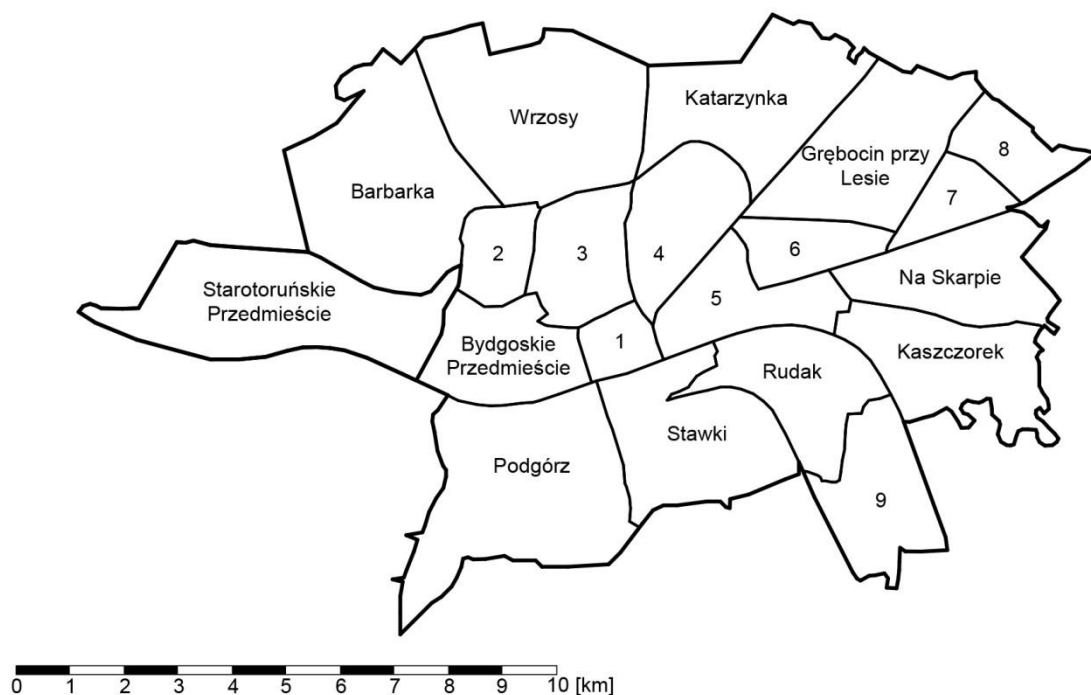 Katarzynka
Wrzosy
Grębocin przy
Lesie
8
Barbarka
7
2
3
4
6
Na Skarpie
Starotoruńskie
Przedmieście
5
Bydgoskie
Przedmieście
1
Kaszczorek
Rudak
Stawki
Podgórz
9
0 1 2 3 4 5 6 7 8 9 10 [km]